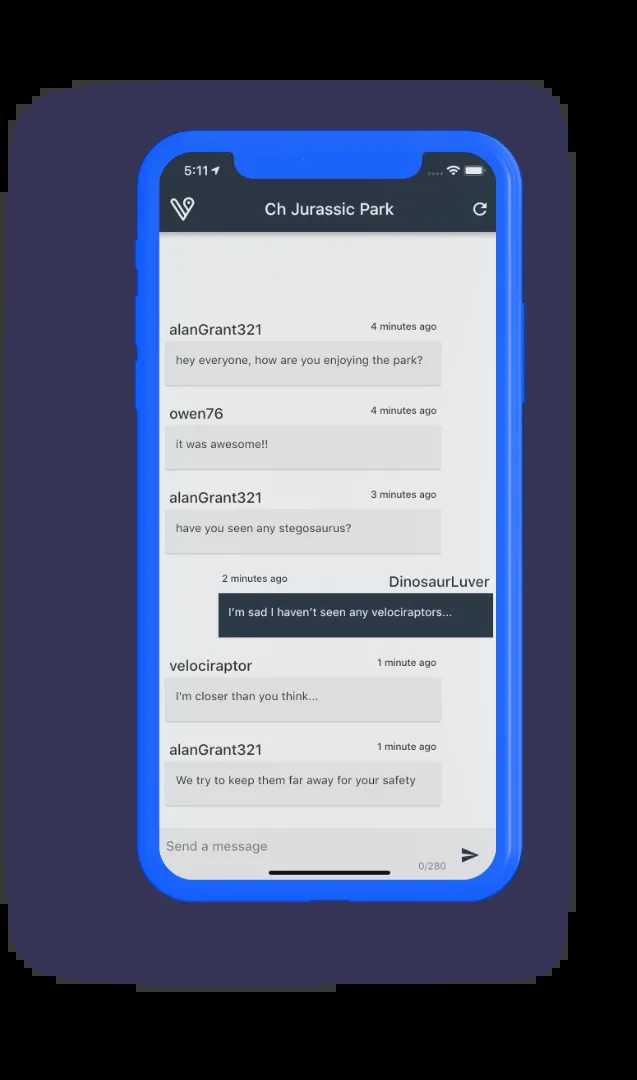 5:11
Ch Jurassic Park
alanGrant321 4 minutes ago
hey everyone, how are you enjoying the park?
owen76 4 minutes ago
it was awesome!!
alanGrant321 3 minutes ago
have you seen any stegosaurus?
2 minutes ago DinosaurLuver
I'm sad I haven't seen any velociraptors...
velociraptor 1 minute ago
I'm closer than you think...
alanGrant321 1 minute ago
We try to keep them far away for your safety
Send a message
0/280